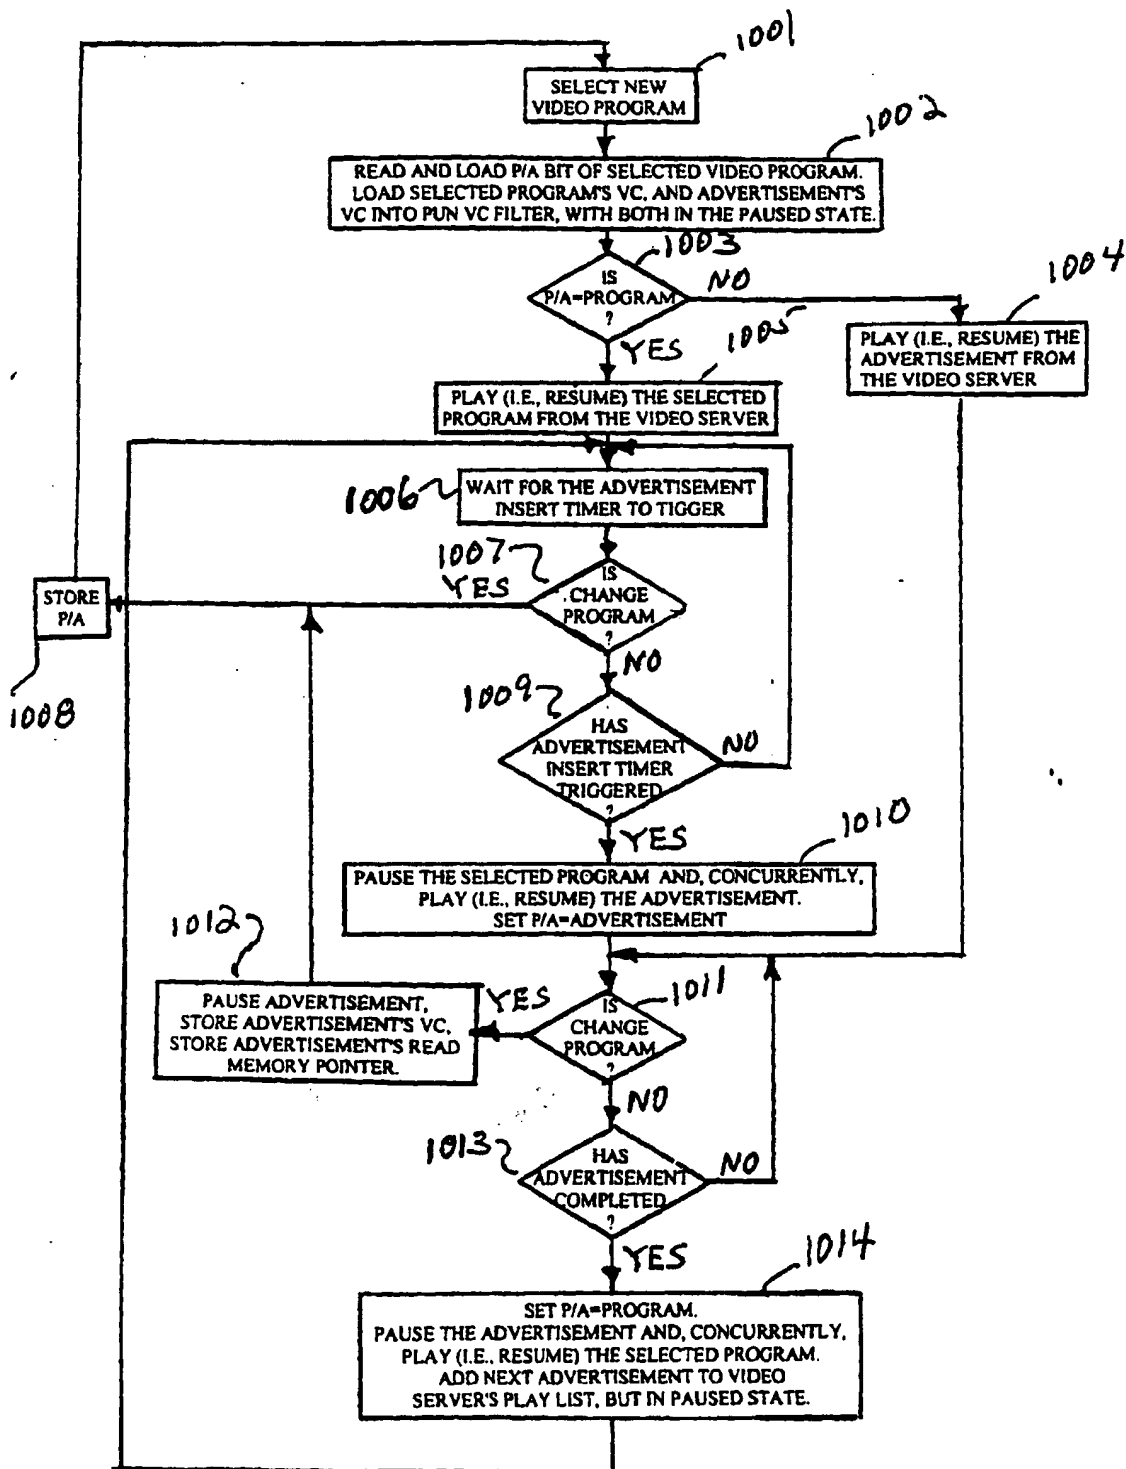 1001
SELECT NEW
VIDEO PROGRAM
1002
READ AND LOAD P/A BIT OF SELECTED VIDEO PROGRAM.
LOAD SELECTED PROGRAM'S VC, AND ADVERTISEMENT'S
VC INTO PUN VC FILTER, WITH BOTH IN THE PAUSED STATE.
1003
IS
P/A=PROGRAM
?
NO
1004
PLAY (I.E., RESUME) THE
ADVERTISEMENT FROM
THE VIDEO SERVER
YES
1005
PLAY (I.E., RESUME) THE SELECTED
PROGRAM FROM THE VIDEO SERVER
1006
WAIT FOR THE ADVERTISEMENT
INSERT TIMER TO TIGGER
1007
YES
IS
CHANGE
PROGRAM
?
STORE
P/A
1008
NO
1009
HAS
ADVERTISEMENT
INSERT TIMER
TRIGGERED
?
NO
YES
1010
PAUSE THE SELECTED PROGRAM AND, CONCURRENTLY,
PLAY (I.E., RESUME) THE ADVERTISEMENT.
SET P/A=ADVERTISEMENT
1012
PAUSE ADVERTISEMENT,
STORE ADVERTISEMENT'S VC,
STORE ADVERTISEMENT'S READ
MEMORY POINTER.
YES
1011
IS
CHANGE
PROGRAM
?
NO
1013
HAS
ADVERTISEMENT
COMPLETED
?
NO
YES
1014
SET P/A=PROGRAM.
PAUSE THE ADVERTISEMENT AND, CONCURRENTLY,
PLAY (I.E., RESUME) THE SELECTED PROGRAM.
ADD NEXT ADVERTISEMENT TO VIDEO
SERVER'S PLAY LIST, BUT IN PAUSED STATE.